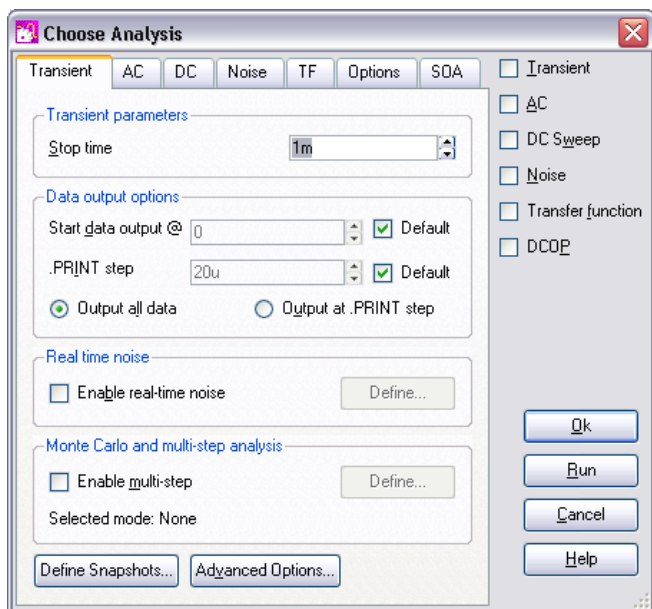 Choose Analysis
Transient AC DC Noise TF Options SOA
Transient parameters
Stop time 1m
Data output options
Start data output @ 0 Default
.PRINT step 20u Default
Output all data Output at .PRINT step
Real time noise
Enable real-time noise Define...
Monte Carlo and multi-step analysis
Enable multi-step Define...
Selected mode: None
Define Snapshots... Advanced Options...
Transient
AC
DC Sweep
Noise
Transfer function
DCOP
Ok
Run
Cancel
Help